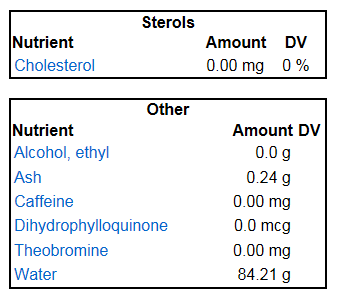 Sterols
Nutrient Amount DV
Cholesterol 0.00 mg 0 %
Other
Nutrient Amount DV
Alcohol, ethyl 0.0 g
Ash 0.24 g
Caffeine 0.00 mg
Dihydrophylloquinone 0.0 mcg
Theobromine 0.00 mg
Water 84.21 g